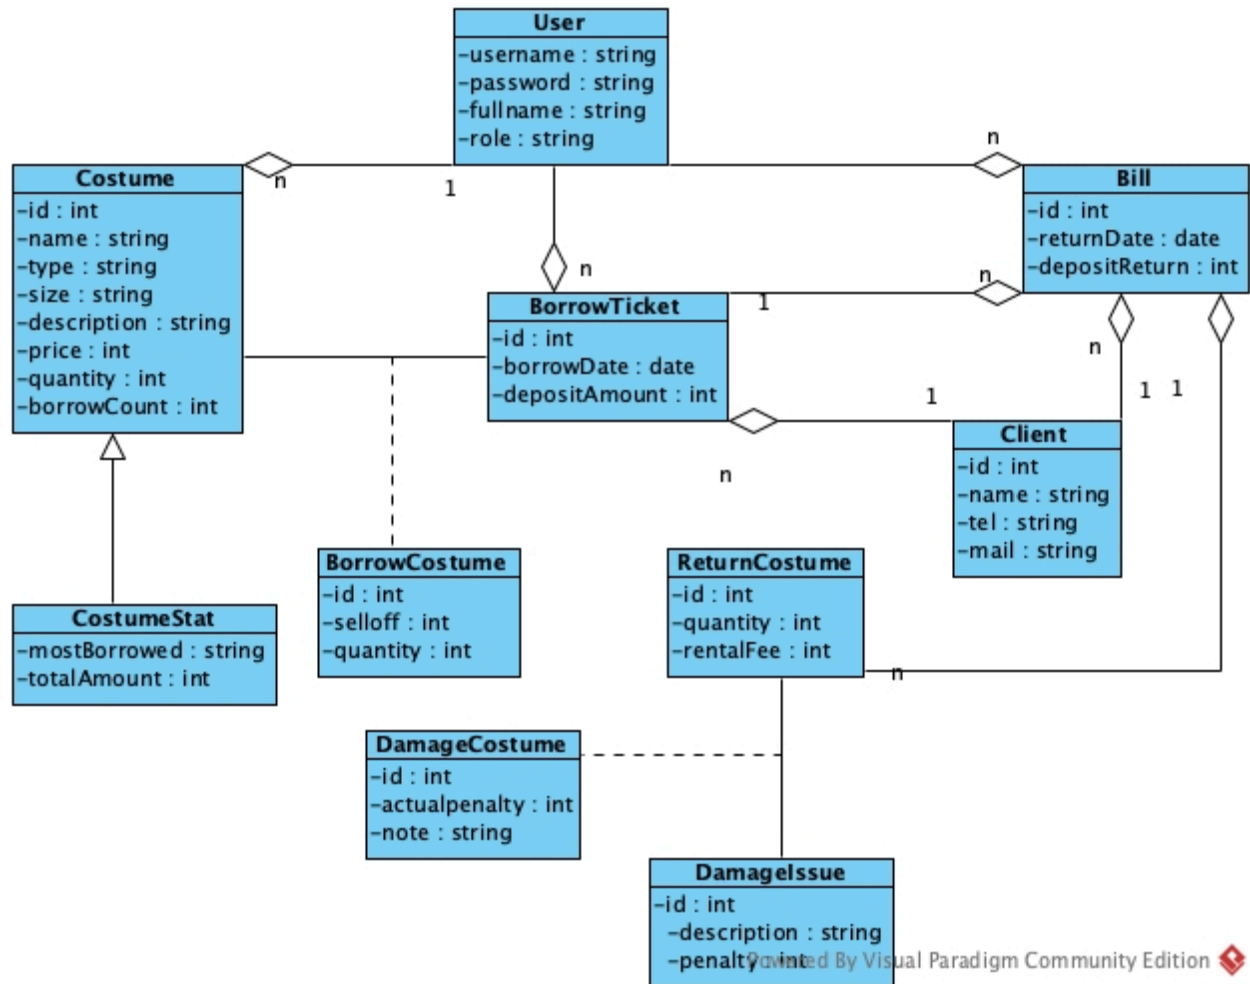 User
-username : string
-password : string
-fullname : string
-role : string
n
n
1
Costume
-id : int
-name : string
-type : string
-size : string
-description : string
-price : int
-quantity : int
-borrowCount : int
Bill
-id : int
-returnDate : date
-depositReturn : int
n
n
1
BorrowTicket
-id : int
-borrowDate : date
-depositAmount : int
n
1
1
1
n
Client
-id : int
-name : string
-tel : string
-mail : string
BorrowCostume
-id : int
-selloff : int
-quantity : int
ReturnCostume
-id : int
-quantity : int
-rentalFee : int
n
CostumeStat
-mostBorrowed : string
-totalAmount : int
DamageCostume
-id : int
-actualpenalty : int
-note : string
DamageIssue
-id : int
-description : string
-penalty : int
Powered By Visual Paradigm Community Edition